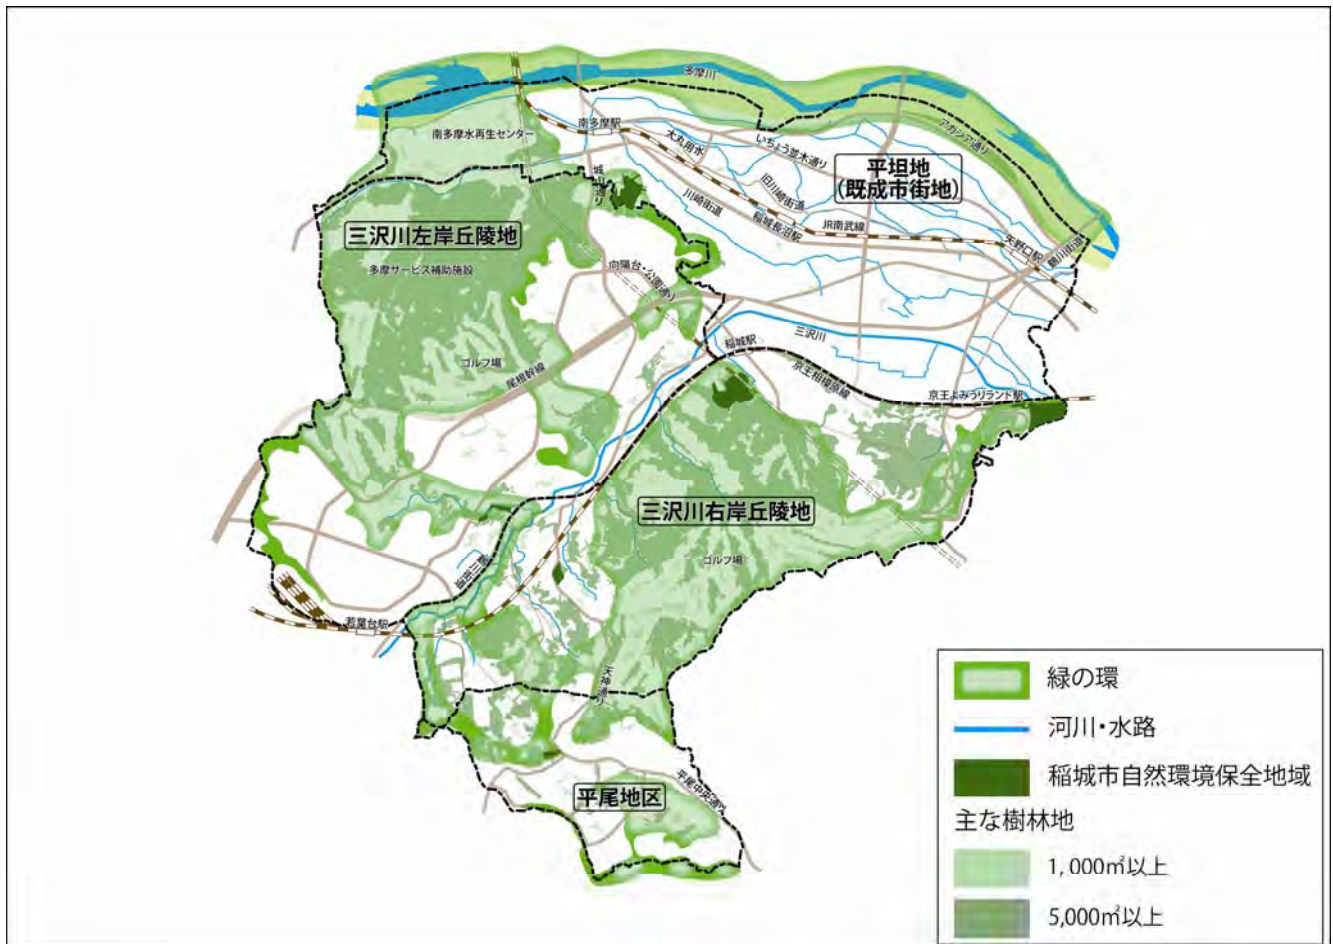 多摩川
南多摩水再生センター
南多摩駅
大丸用水
いちょう並木通り
アカシア通り
平坦地
(既成市街地)
城山通り
旧川崎街道
川崎街道
稲城長沼駅
JR南武線
矢野口駅
鶴川街道
三沢川左岸丘陵地
多摩サービス補助施設
向陽台・公園通り
三沢川
稲城駅
ゴルフ場
尾根幹線
京王相模原線
京王よみうりランド駅
三沢川右岸丘陵地
ゴルフ場
鶴川街道
若葉台駅
天神通り
平尾地区
平尾中央通り
緑の環
河川・水路
稲城市自然環境保全地域
主な樹林地
1,000㎡以上
5,000㎡以上